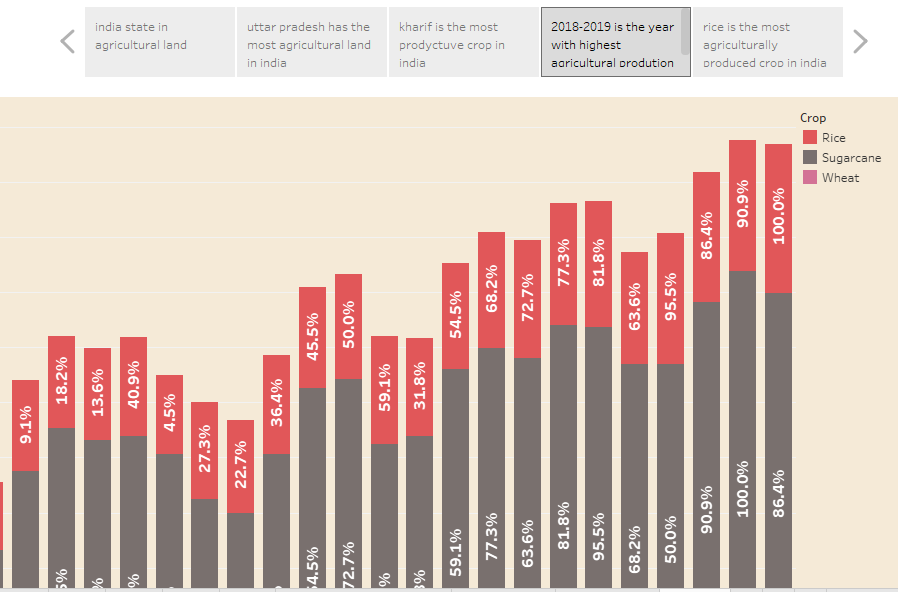 india state in
agricultural land
uttar pradesh has the
most agricultural land
in india
kharif is the most
prodyctuve crop in
india
2018-2019 is the year
with highest
agricultural prodution
rice is the most
agriculturally
produced crop in india
Crop
Rice
Sugarcane
Wheat
9.1%
18.2%
13.6%
40.9%
4.5%
27.3%
22.7%
36.4%
45.5%
50.0%
59.1%
31.8%
54.5%
68.2%
72.7%
77.3%
81.8%
63.6%
95.5%
86.4%
90.9%
100.0%
72.7%
59.1%
77.3%
63.6%
81.8%
95.5%
68.2%
50.0%
90.9%
100.0%
86.4%